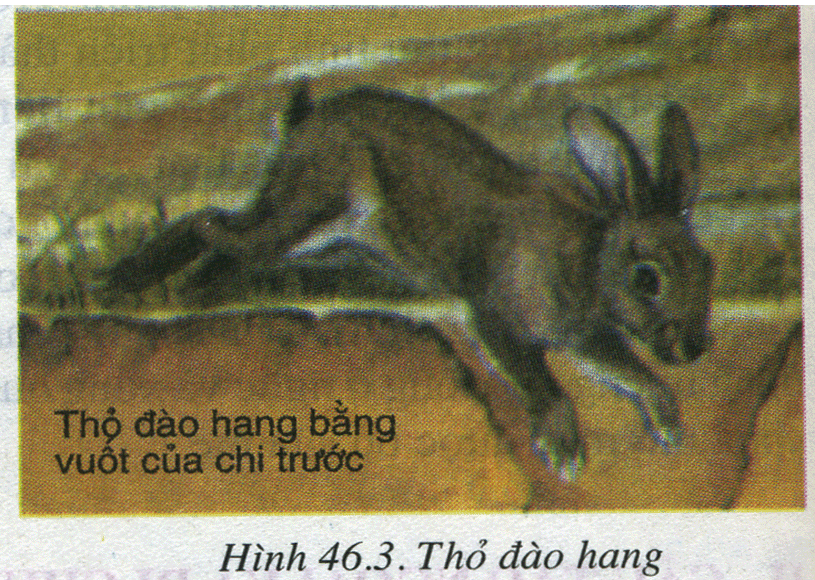 Thỏ đào hang bằng
vuốt của chi trước
Hình 46.3. Thỏ đào hang